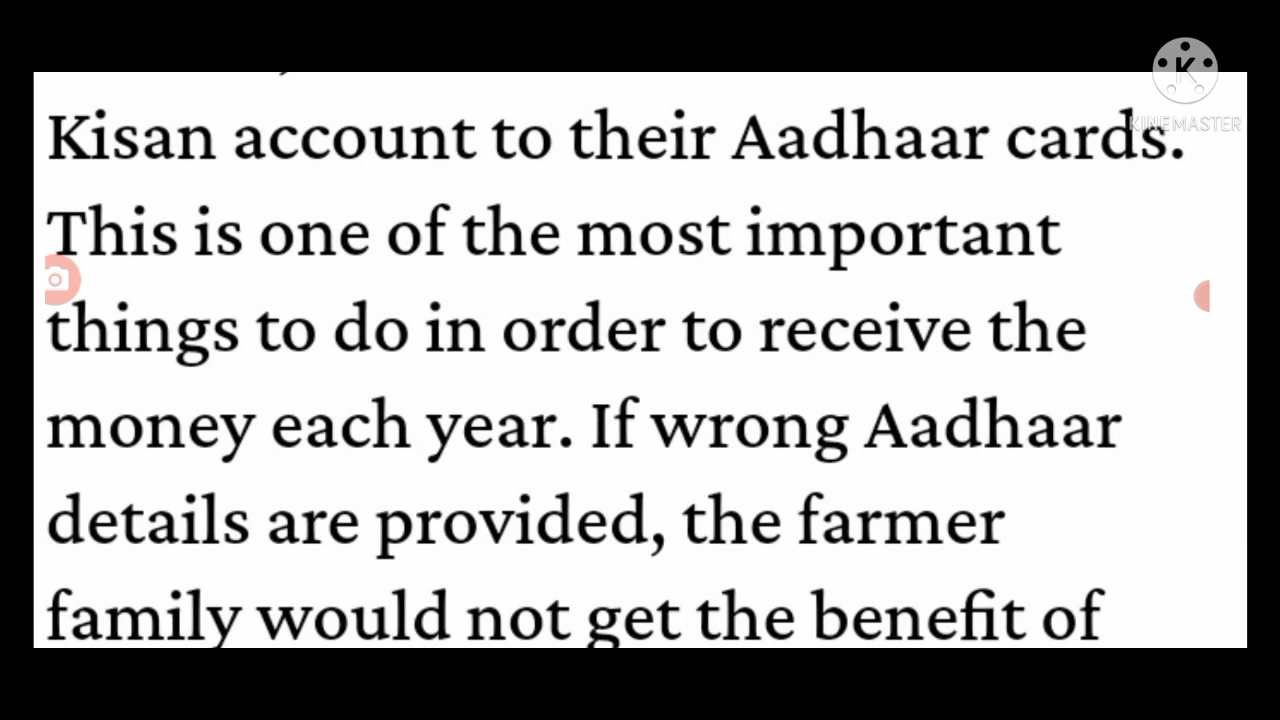 KINEMASTER
Kisan account to their Aadhaar cards.
This is one of the most important
things to do in order to receive the
money each year. If wrong Aadhaar
details are provided, the farmer
family would not get the benefit of